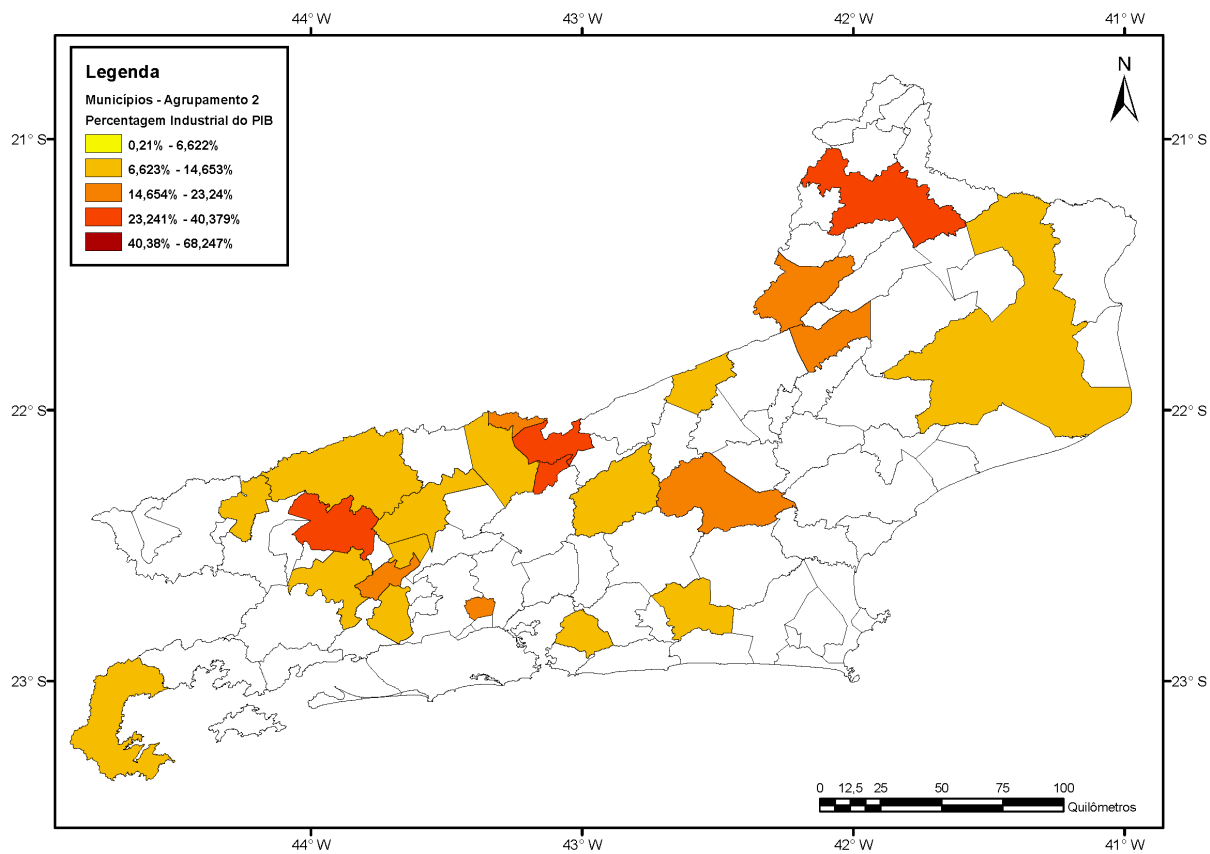 44° W 43° W 42° W 41° W
Legenda
Municípios - Agrupamento 2
Percentagem Industrial do PIB
0,21% - 6,622%
6,623% - 14,653%
14,654% - 23,24%
23,241% - 40,379%
40,38% - 68,247%
N
21° S 21° S
22° S 22° S
23° S 23° S
0 12,5 25 50 75 100
Quilômetros
44° W 43° W 42° W 41° W